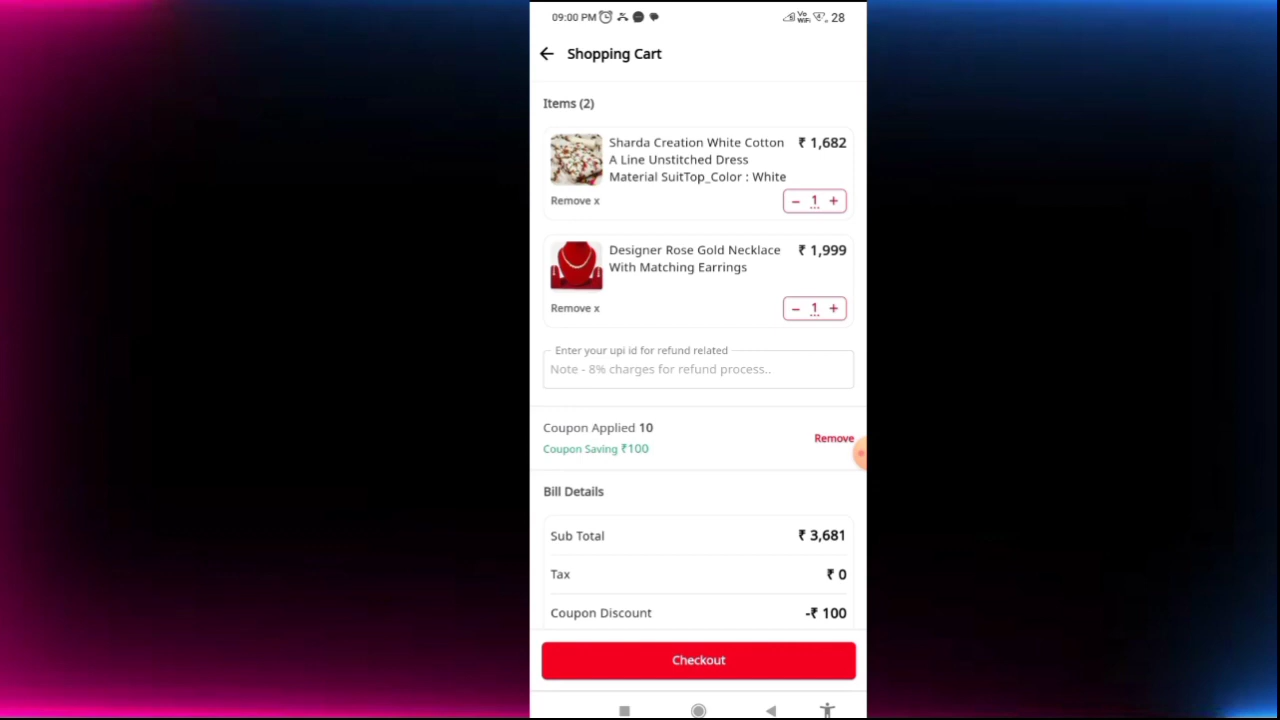 09:00 PM Vo WiFi 28
Shopping Cart
Items (2)
Sharda Creation White Cotton ₹ 1,682
A Line Unstitched Dress
Material SuitTop_Color : White
Remove x − 1 +
Designer Rose Gold Necklace ₹ 1,999
With Matching Earrings
Remove x − 1 +
Enter your upi id for refund related
Note - 8% charges for refund process..
Coupon Applied 10
Remove
Coupon Saving ₹100
Bill Details
Sub Total ₹ 3,681
Tax ₹ 0
Coupon Discount -₹ 100
Checkout